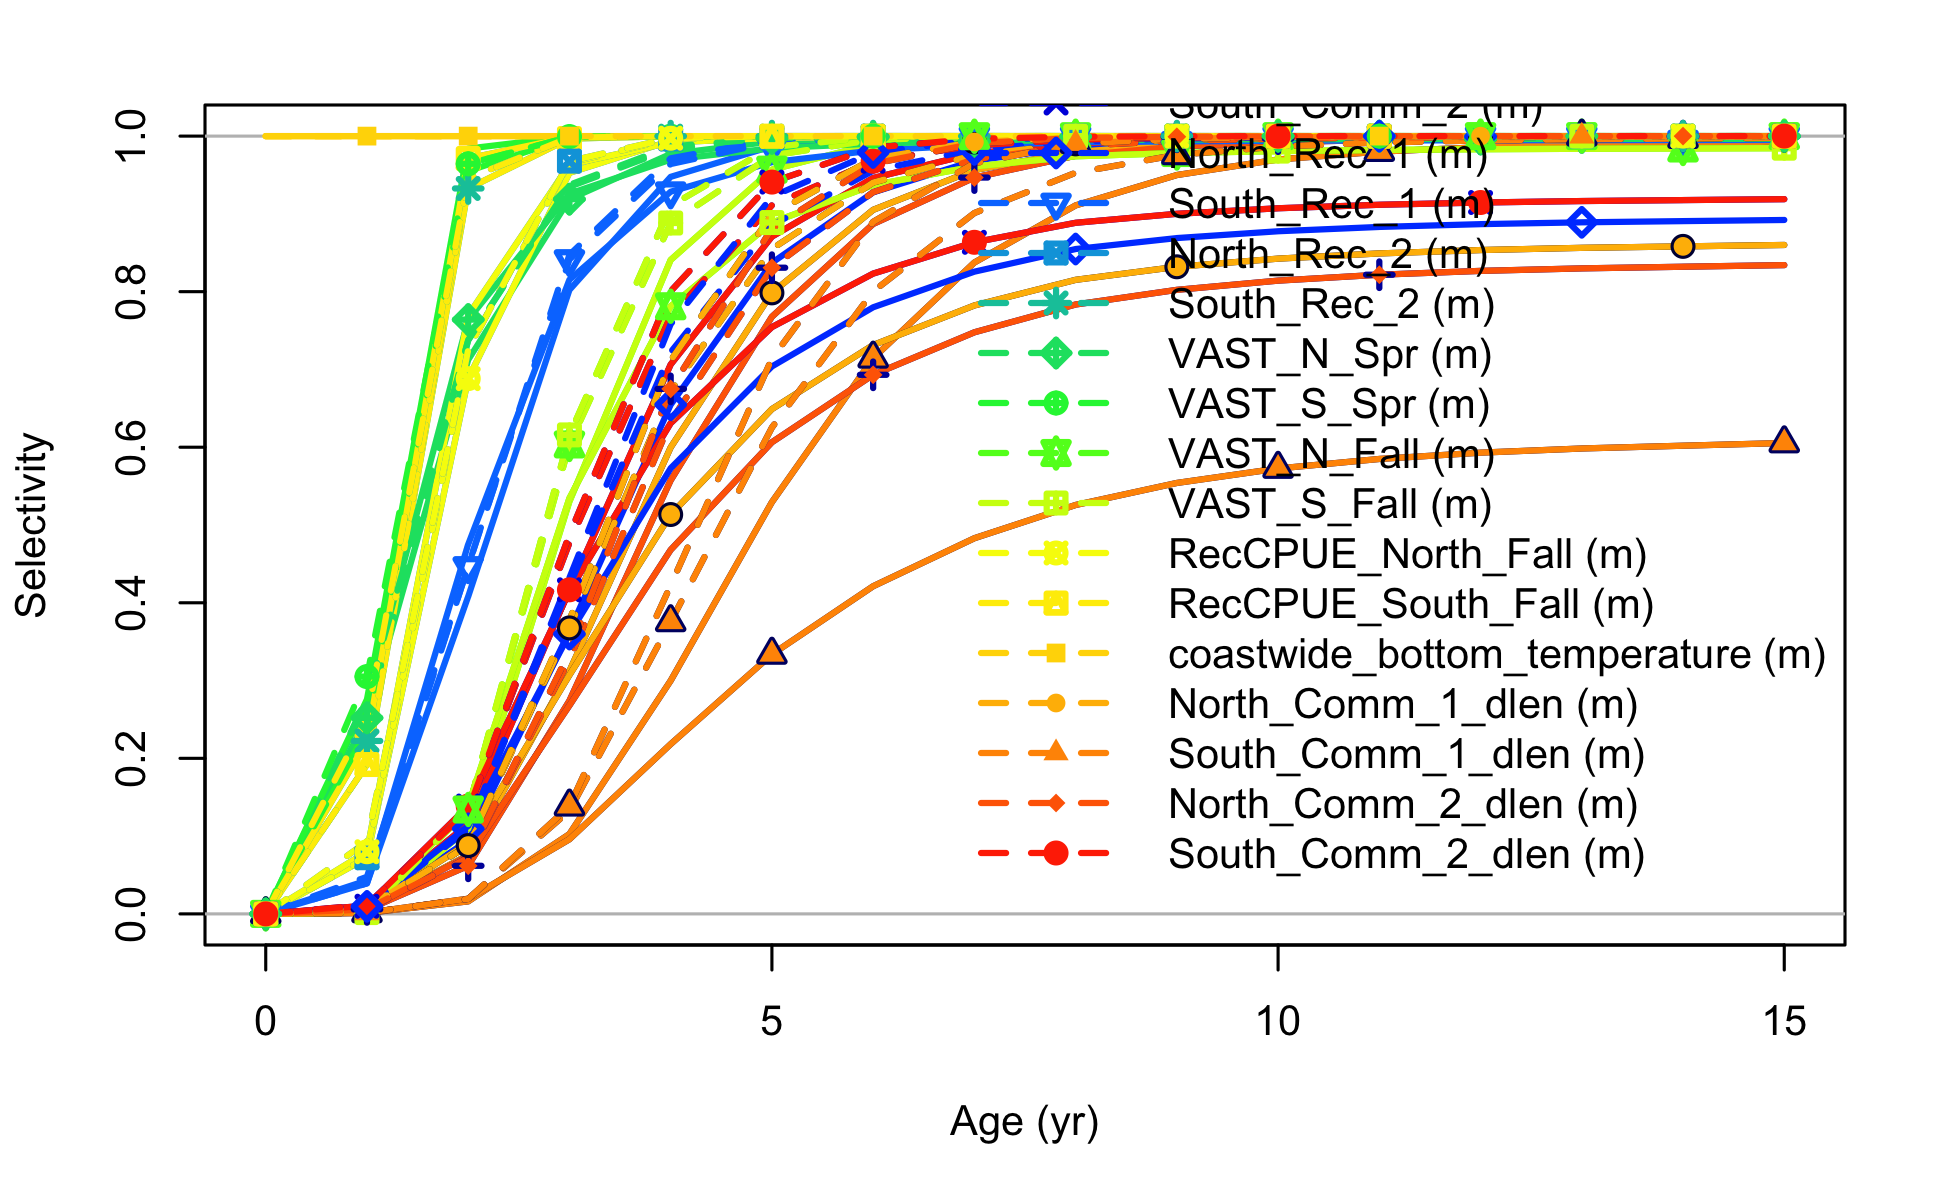 South_Comm_2 (m)
North_Rec_1 (m)
South_Rec_1 (m)
North_Rec_2 (m)
South_Rec_2 (m)
VAST_N_Spr (m)
VAST_S_Spr (m)
VAST_N_Fall (m)
VAST_S_Fall (m)
RecCPUE_North_Fall (m)
RecCPUE_South_Fall (m)
coastwide_bottom_temperature (m)
North_Comm_1_dlen (m)
South_Comm_1_dlen (m)
North_Comm_2_dlen (m)
South_Comm_2_dlen (m)
Selectivity
1.0
0.8
0.6
0.4
0.2
0.0
0 5 10 15
Age (yr)